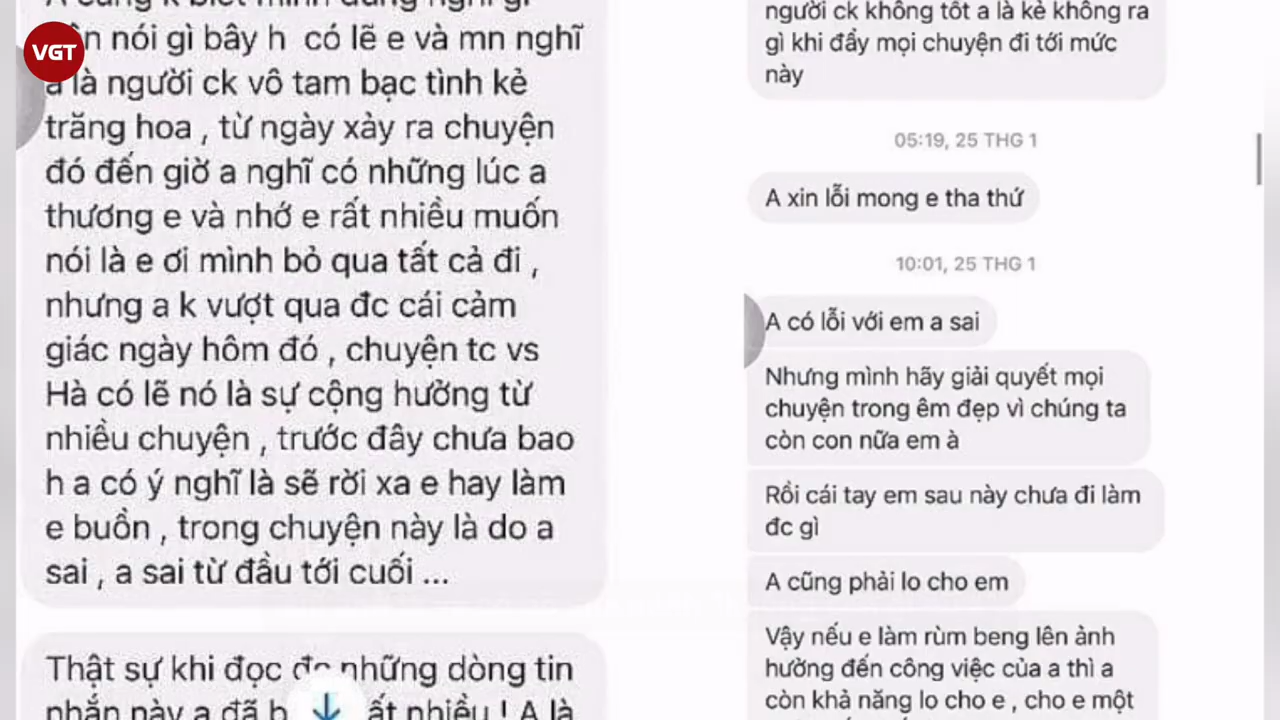 VGT
nói gì bây h có lẽ e và mn nghĩ
a là người ck vô tam bạc tình kẻ
trăng hoa , từ ngày xảy ra chuyện
đó đến giờ a nghĩ có những lúc a
thương e và nhớ e rất nhiều muốn
nói là e ơi mình bỏ qua tất cả đi ,
nhưng a k vượt qua đc cái cảm
giác ngày hôm đó , chuyện tc vs
Hà có lẽ nó là sự cộng hưởng từ
nhiều chuyện , trước đây chưa bao
h a có ý nghĩ là sẽ rời xa e hay làm
e buồn , trong chuyện này là do a
sai , a sai từ đầu tới cuối ...
Thật sự khi đọc những dòng tin
nhắn này a đã nhiều ! A là
người ck không tốt a là kẻ không ra
gì khi đẩy mọi chuyện đi tới mức
này
05:19, 25 THG 1
A xin lỗi mong e tha thứ
10:01, 25 THG 1
A có lỗi với em a sai
Nhưng mình hãy giải quyết mọi
chuyện trong êm đẹp vì chúng ta
còn con nữa em à
Rồi cái tay em sau này chưa đi làm
đc gì
A cũng phải lo cho em
Vậy nếu e làm rùm beng lên ảnh
hưởng đến công việc của a thì a
còn khả năng lo cho e , cho e một